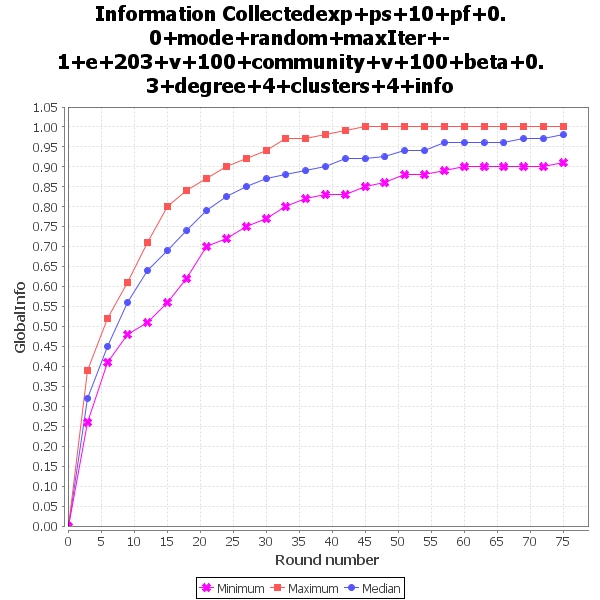 Information Collectedexp+ps+10+pf+0.
0+mode+random+maxIter+-
1+e+203+v+100+community+v+100+beta+0.
3+degree+4+clusters+4+info
1.05
1.00
0.95
0.90
0.85
0.80
0.75
0.70
0.65
0.60
0.55
0.50
0.45
0.40
0.35
0.30
0.25
0.20
0.15
0.10
0.05
0.00
GlobalInfo
0 5 10 15 20 25 30 35 40 45 50 55 60 65 70 75
Round number
Minimum Maximum Median